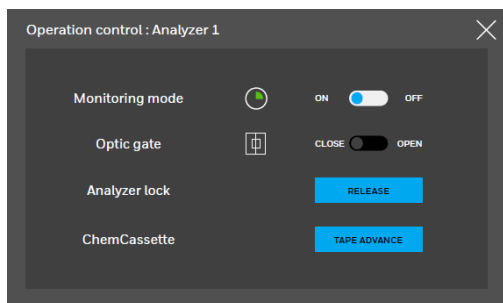 Operation control : Analyzer 1
Monitoring mode ON OFF
Optic gate CLOSE OPEN
Analyzer lock RELEASE
ChemCassette TAPE ADVANCE